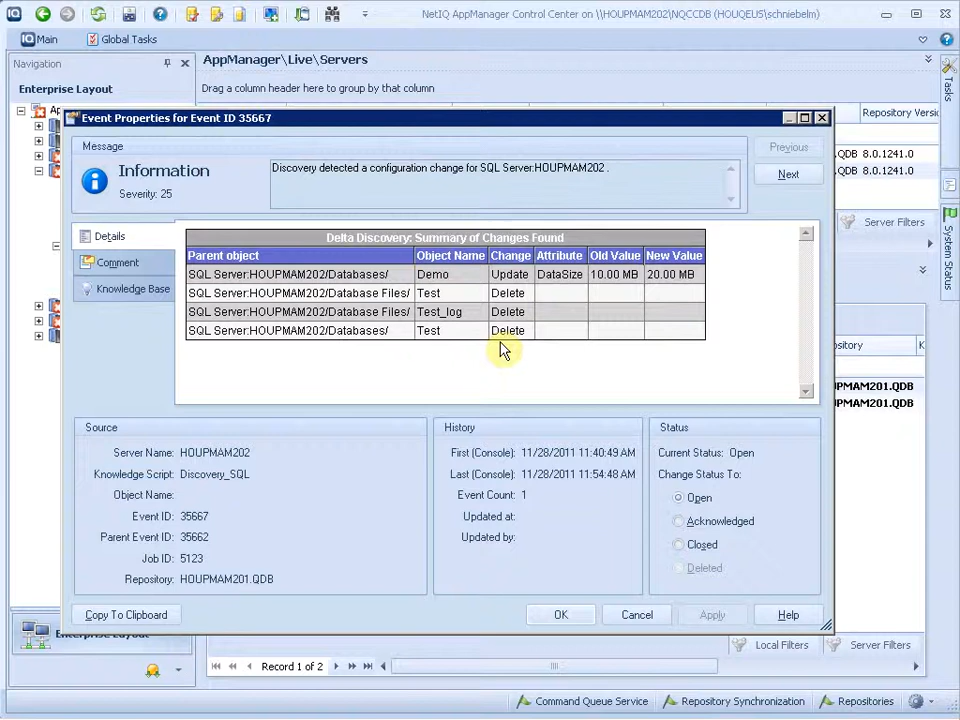 NetIQ AppManager Control Center on \\HOUPMAM202\NQCCDB (HOUQEU5\schniebelm)
IQ Main
Global Tasks
Navigation
AppManager\Live\Servers
Enterprise Layout
Drag a column header here to group by that column
Tasks
Ap
Repository Versio
Event Properties for Event ID 35667
Message
Information
Severity: 25
Discovery detected a configuration change for SQL Server:HOUPMAM202 .
Previous
Next
.QDB 8.0.1241.0
.QDB 8.0.1241.0
Server Filters
System Status
Details
Comment
Knowledge Base
Delta Discovery: Summary of Changes Found
Parent object Object Name Change Attribute Old Value New Value
SQL Server:HOUPMAM202/Databases/ Demo Update DataSize 10.00 MB 20.00 MB
SQL Server:HOUPMAM202/Database Files/ Test Delete
SQL Server:HOUPMAM202/Database Files/ Test_log Delete
SQL Server:HOUPMAM202/Databases/ Test Delete
ository K
PMAM201.QDB
PMAM201.QDB
Source
Server Name: HOUPMAM202
Knowledge Script: Discovery_SQL
Object Name:
Event ID: 35667
Parent Event ID: 35662
Job ID: 5123
Repository: HOUPMAM201.QDB
History
First (Console): 11/28/2011 11:40:49 AM
Last (Console): 11/28/2011 11:54:48 AM
Event Count: 1
Updated at:
Updated by:
Status
Current Status: Open
Change Status To:
Open
Acknowledged
Closed
Deleted
Copy To Clipboard
OK
Cancel
Apply
Help
Enterprise Layout
Local Filters
Server Filters
Record 1 of 2
Command Queue Service
Repository Synchronization
Repositories